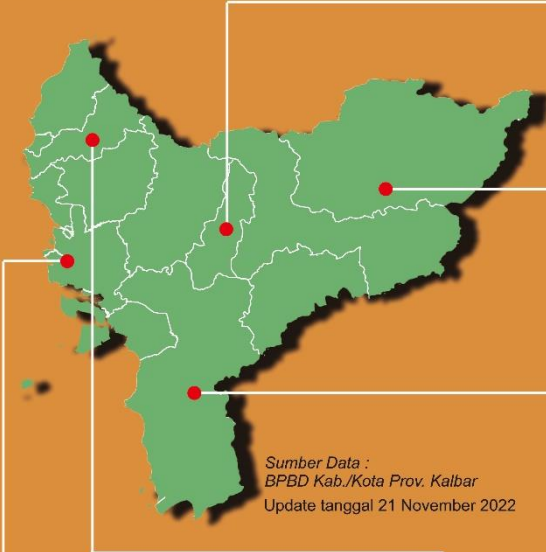 Sumber Data :
BPBD Kab./Kota Prov. Kalbar
Update tanggal 21 November 2022